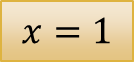 x = 1